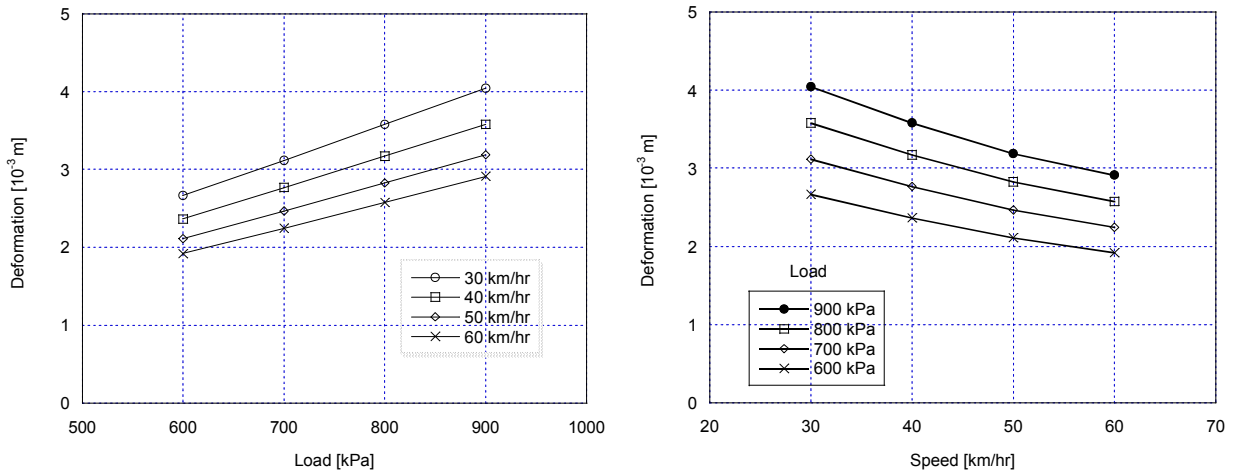 5
4
3
2
1
0
Deformation [10⁻³ m]
30 km/hr
40 km/hr
50 km/hr
60 km/hr
500 600 700 800 900 1000
Load [kPa]
5
4
3
2
1
0
Deformation [10⁻³ m]
Load
900 kPa
800 kPa
700 kPa
600 kPa
20 30 40 50 60 70
Speed [km/hr]